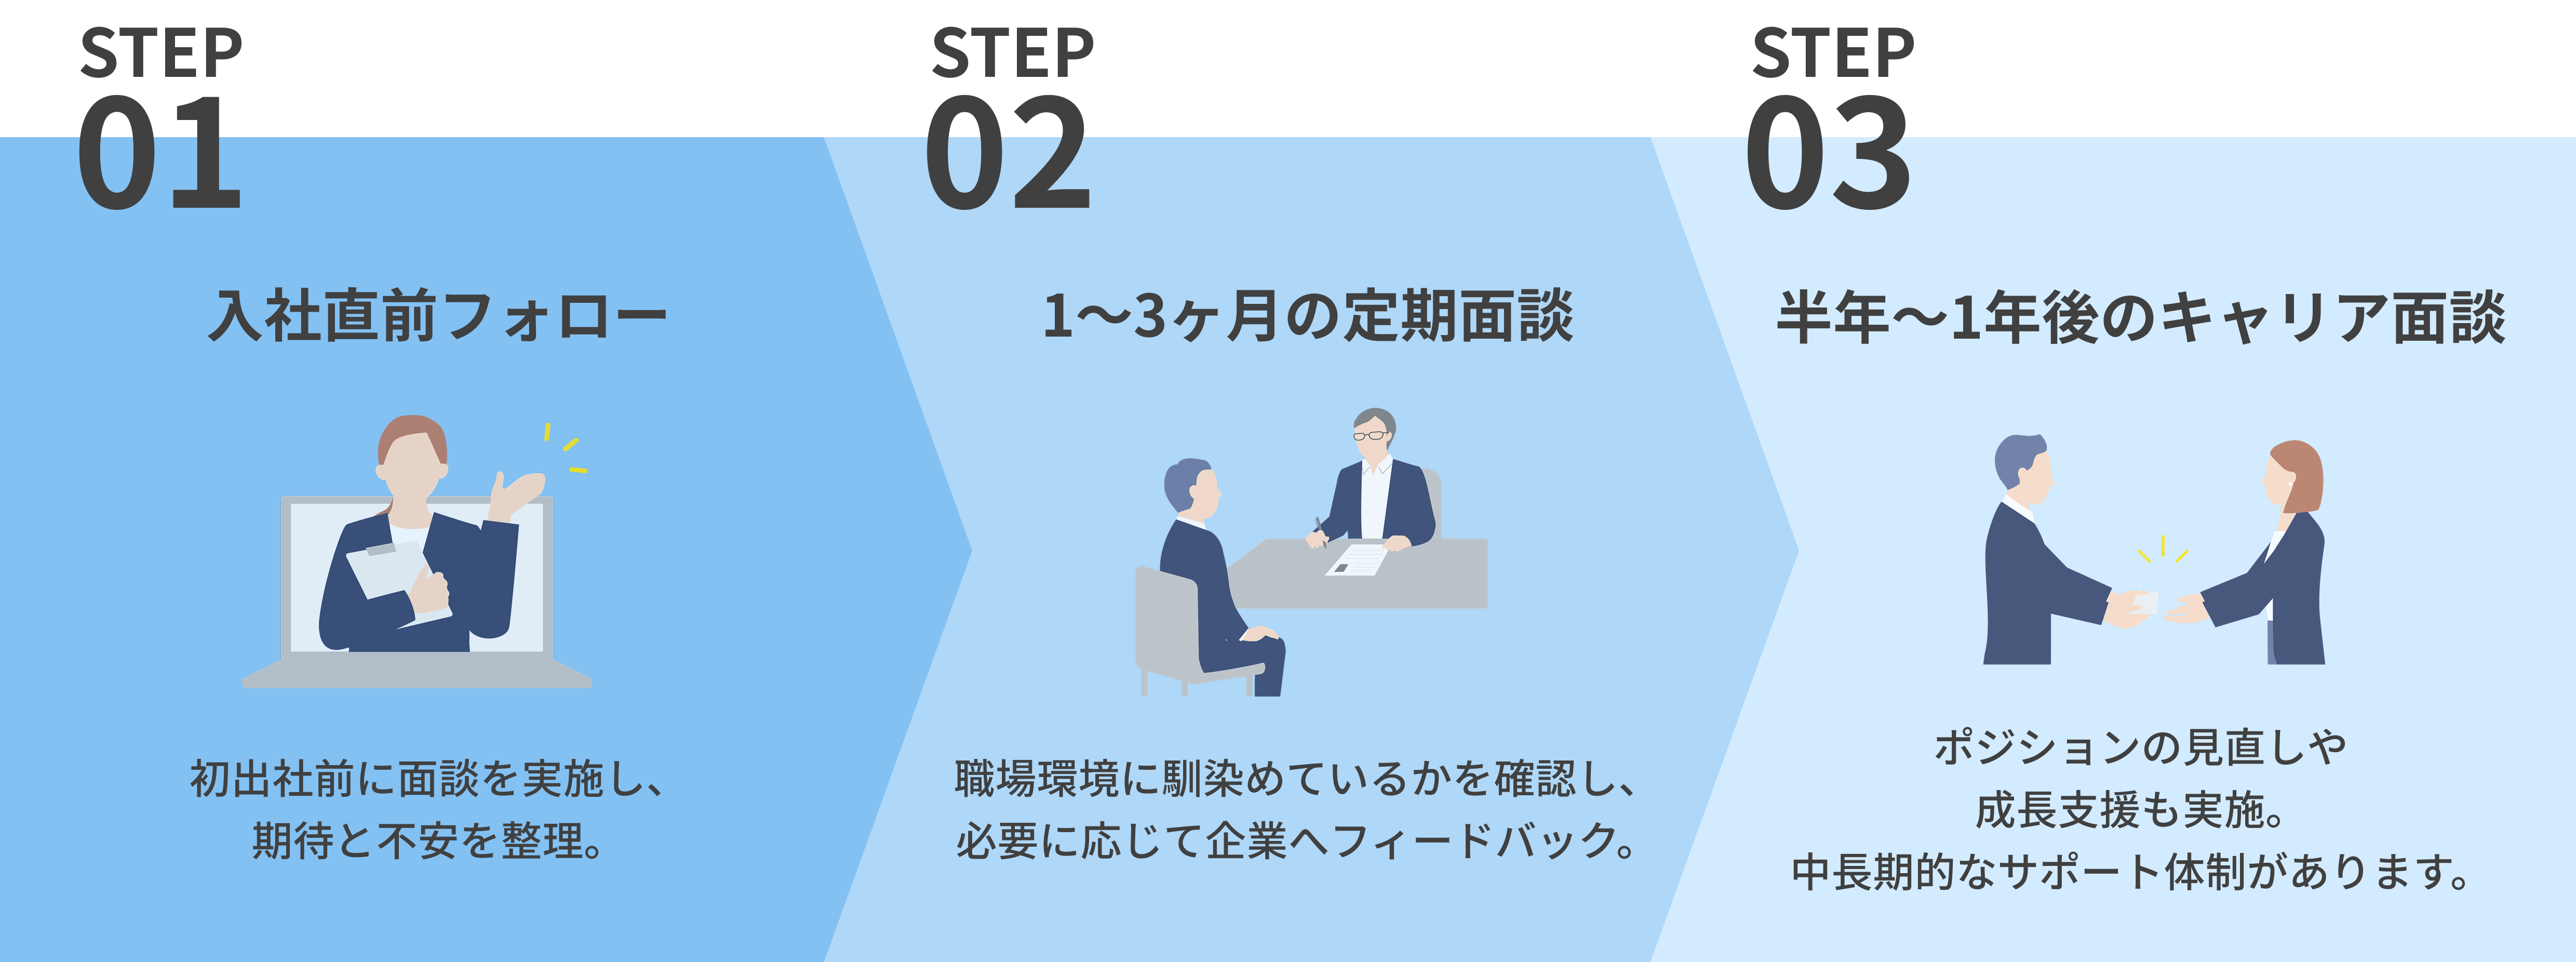 STEP
01
入社直前フォロー
初出社前に面談を実施し、
期待と不安を整理。
STEP
02
1〜3ヶ月の定期面談
職場環境に馴染めているかを確認し、
必要に応じて企業へフィードバック。
STEP
03
半年〜1年後のキャリア面談
ポジションの見直しや
成長支援も実施。
中長期的なサポート体制があります。